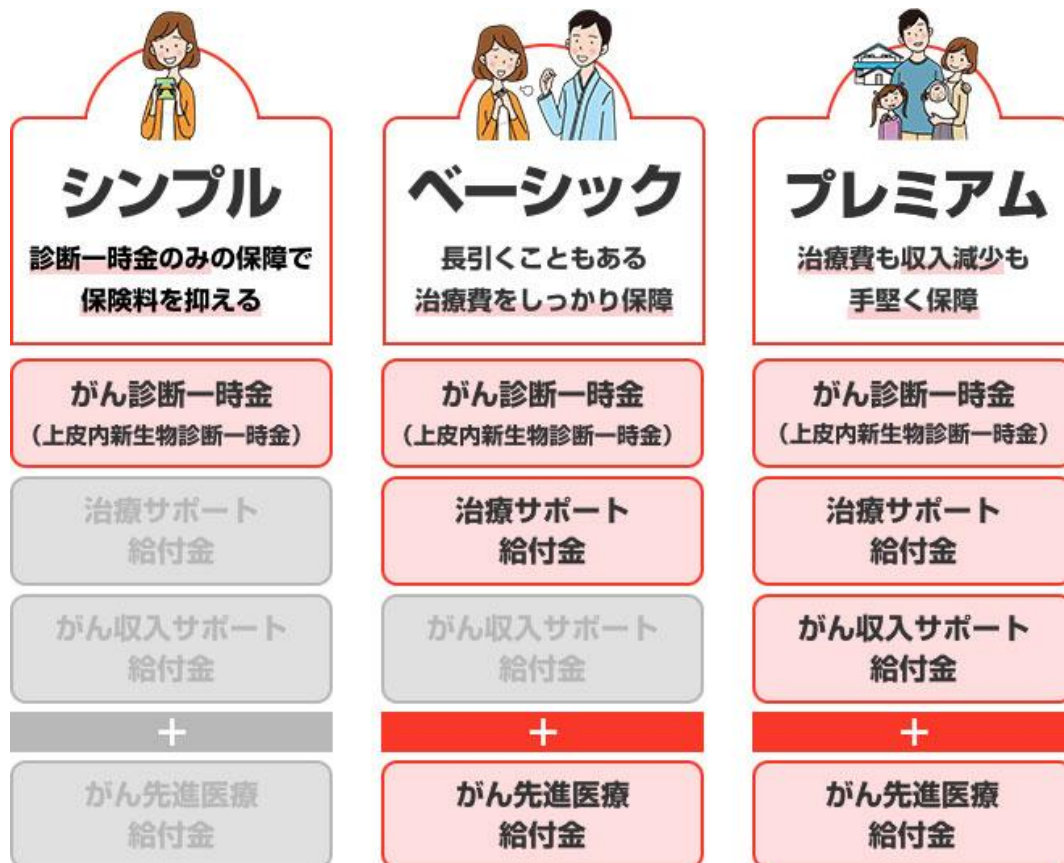 シンプル
診断一時金のみの保障で
保険料を抑える
がん診断一時金
（上皮内新生物診断一時金）
治療サポート
給付金
がん収入サポート
給付金
+
がん先進医療
給付金
ベーシック
長引くこともある
治療費をしっかり保障
がん診断一時金
（上皮内新生物診断一時金）
治療サポート
給付金
がん収入サポート
給付金
+
がん先進医療
給付金
プレミアム
治療費も収入減少も
手堅く保障
がん診断一時金
（上皮内新生物診断一時金）
治療サポート
給付金
がん収入サポート
給付金
+
がん先進医療
給付金